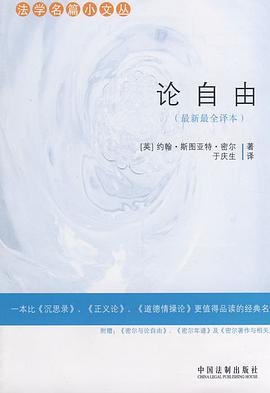 法学名篇小文丛
论自由
（最新最全译本）
[英] 约翰·斯图亚特·密尔 著
于庆生 译
一本比《沉思录》、《正义论》、《道德情操论》更值得品读的经典名
附赠：《密尔与论自由》、《密尔年谱》及《密尔著作与相关
中国法制出版社